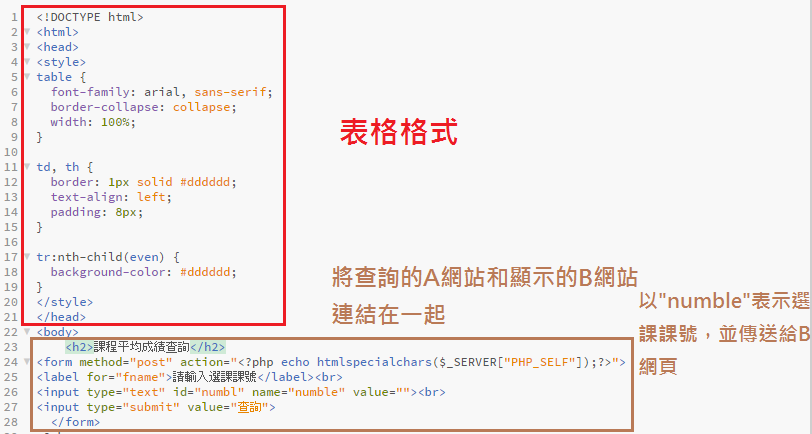 1 <!DOCTYPE html>
2 <html>
3 <head>
4 <style>
5 table {
6 font-family: arial, sans-serif;
7 border-collapse: collapse;
8 width: 100%;
9 }
10
11 td, th {
12 border: 1px solid #dddddd;
13 text-align: left;
14 padding: 8px;
15 }
16
17 tr:nth-child(even) {
18 background-color: #dddddd;
19 }
20 </style>
21 </head>
22 <body>
23 <h2>課程平均成績查詢</h2>
24 <form method="post" action="<?php echo htmlspecialchars($_SERVER["PHP_SELF"]);?>">
25 <label for="fname">請輸入選課課號</label><br>
26 <input type="text" id="numbl" name="numble" value=""><br>
27 <input type="submit" value="查詢">
28 </form>
表格格式
將查詢的A網站和顯示的B網站
連結在一起
以"numble"表示選
課課號，並傳送給B
網頁